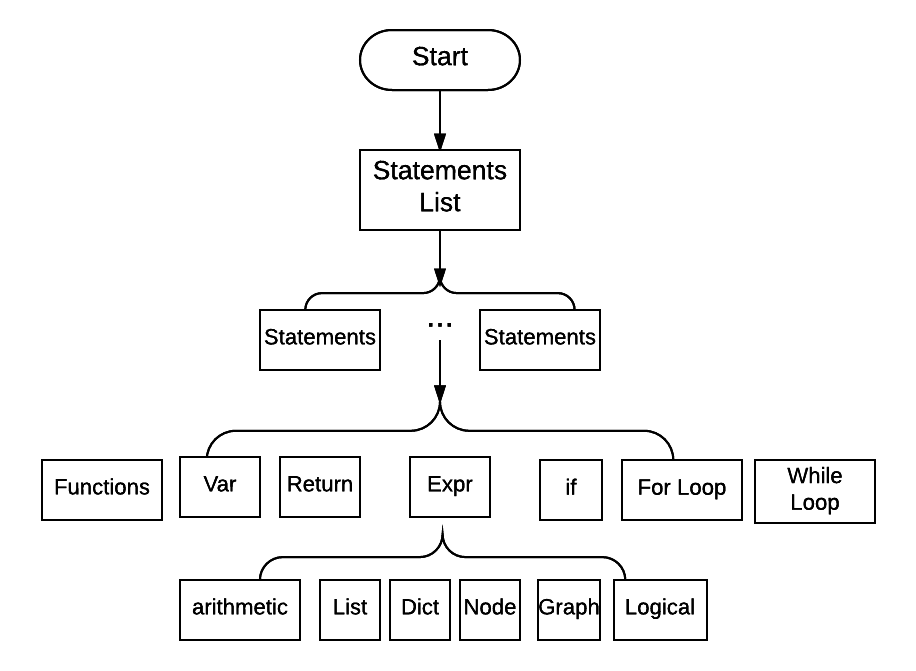 Start
Statements
List
Statements ... Statements
Functions Var Return Expr if For Loop While
Loop
arithmetic List Dict Node Graph Logical